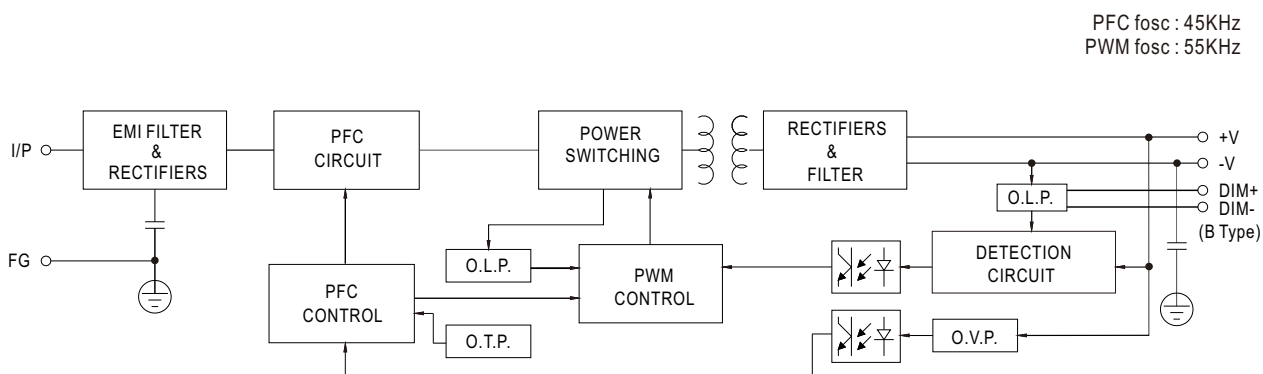 PFC fosc : 45KHz
PWM fosc : 55KHz
I/P
EMI FILTER
&
RECTIFIERS
PFC
CIRCUIT
POWER
SWITCHING
RECTIFIERS
&
FILTER
+V
-V
DIM+
DIM-
(B Type)
O.L.P.
FG
O.L.P.
PFC
CONTROL
O.T.P.
PWM
CONTROL
DETECTION
CIRCUIT
O.V.P.